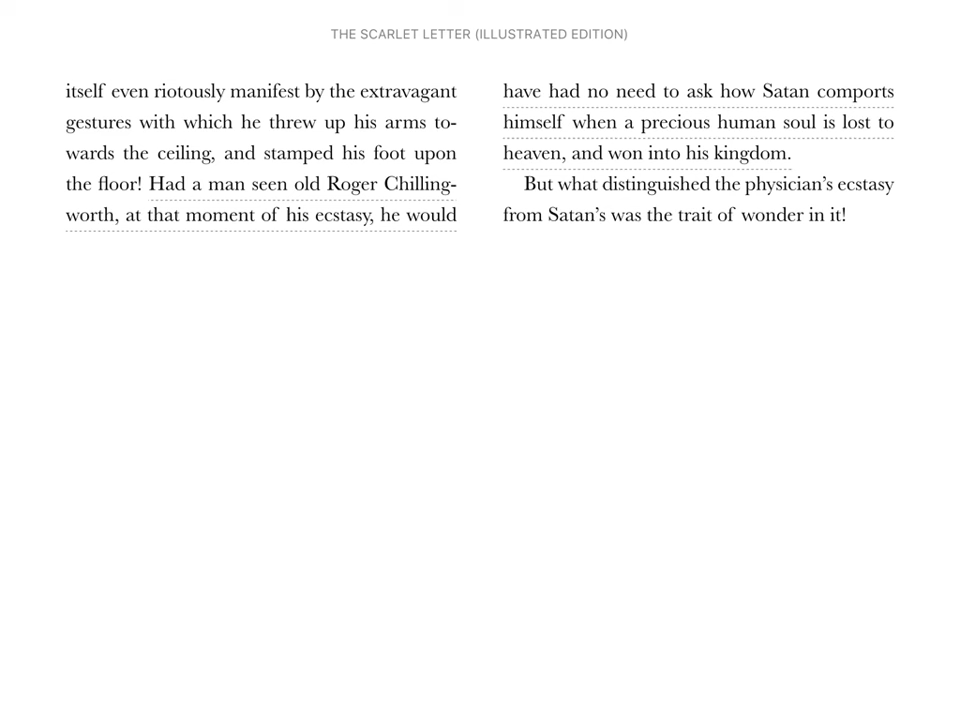 THE SCARLET LETTER (ILLUSTRATED EDITION)
itself even riotously manifest by the extravagant
gestures with which he threw up his arms to-
wards the ceiling, and stamped his foot upon
the floor! Had a man seen old Roger Chilling-
worth, at that moment of his ecstasy, he would
have had no need to ask how Satan comports
himself when a precious human soul is lost to
heaven, and won into his kingdom.
But what distinguished the physician’s ecstasy
from Satan’s was the trait of wonder in it!